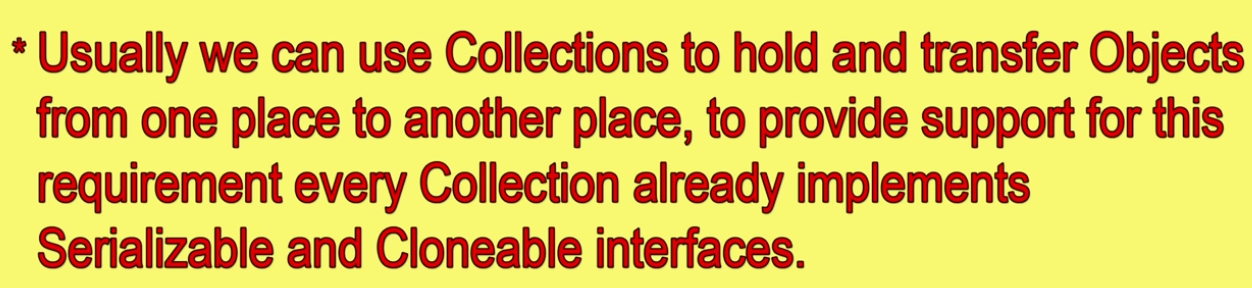 * Usually we can use Collections to hold and transfer Objects
from one place to another place, to provide support for this
requirement every Collection already implements
Serializable and Cloneable interfaces.